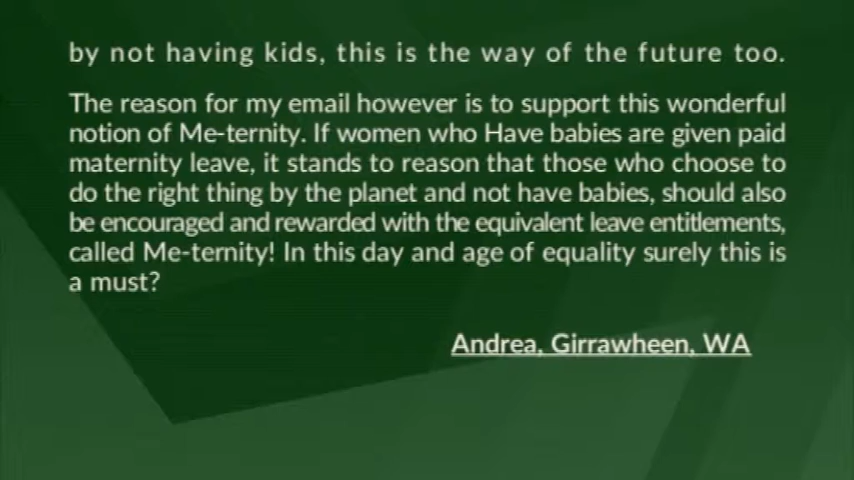 by not having kids, this is the way of the future too.
The reason for my email however is to support this wonderful
notion of Me-ternity. If women who Have babies are given paid
maternity leave, it stands to reason that those who choose to
do the right thing by the planet and not have babies, should also
be encouraged and rewarded with the equivalent leave entitlements,
called Me-ternity! In this day and age of equality surely this is
a must?
Andrea, Girrawheen, WA